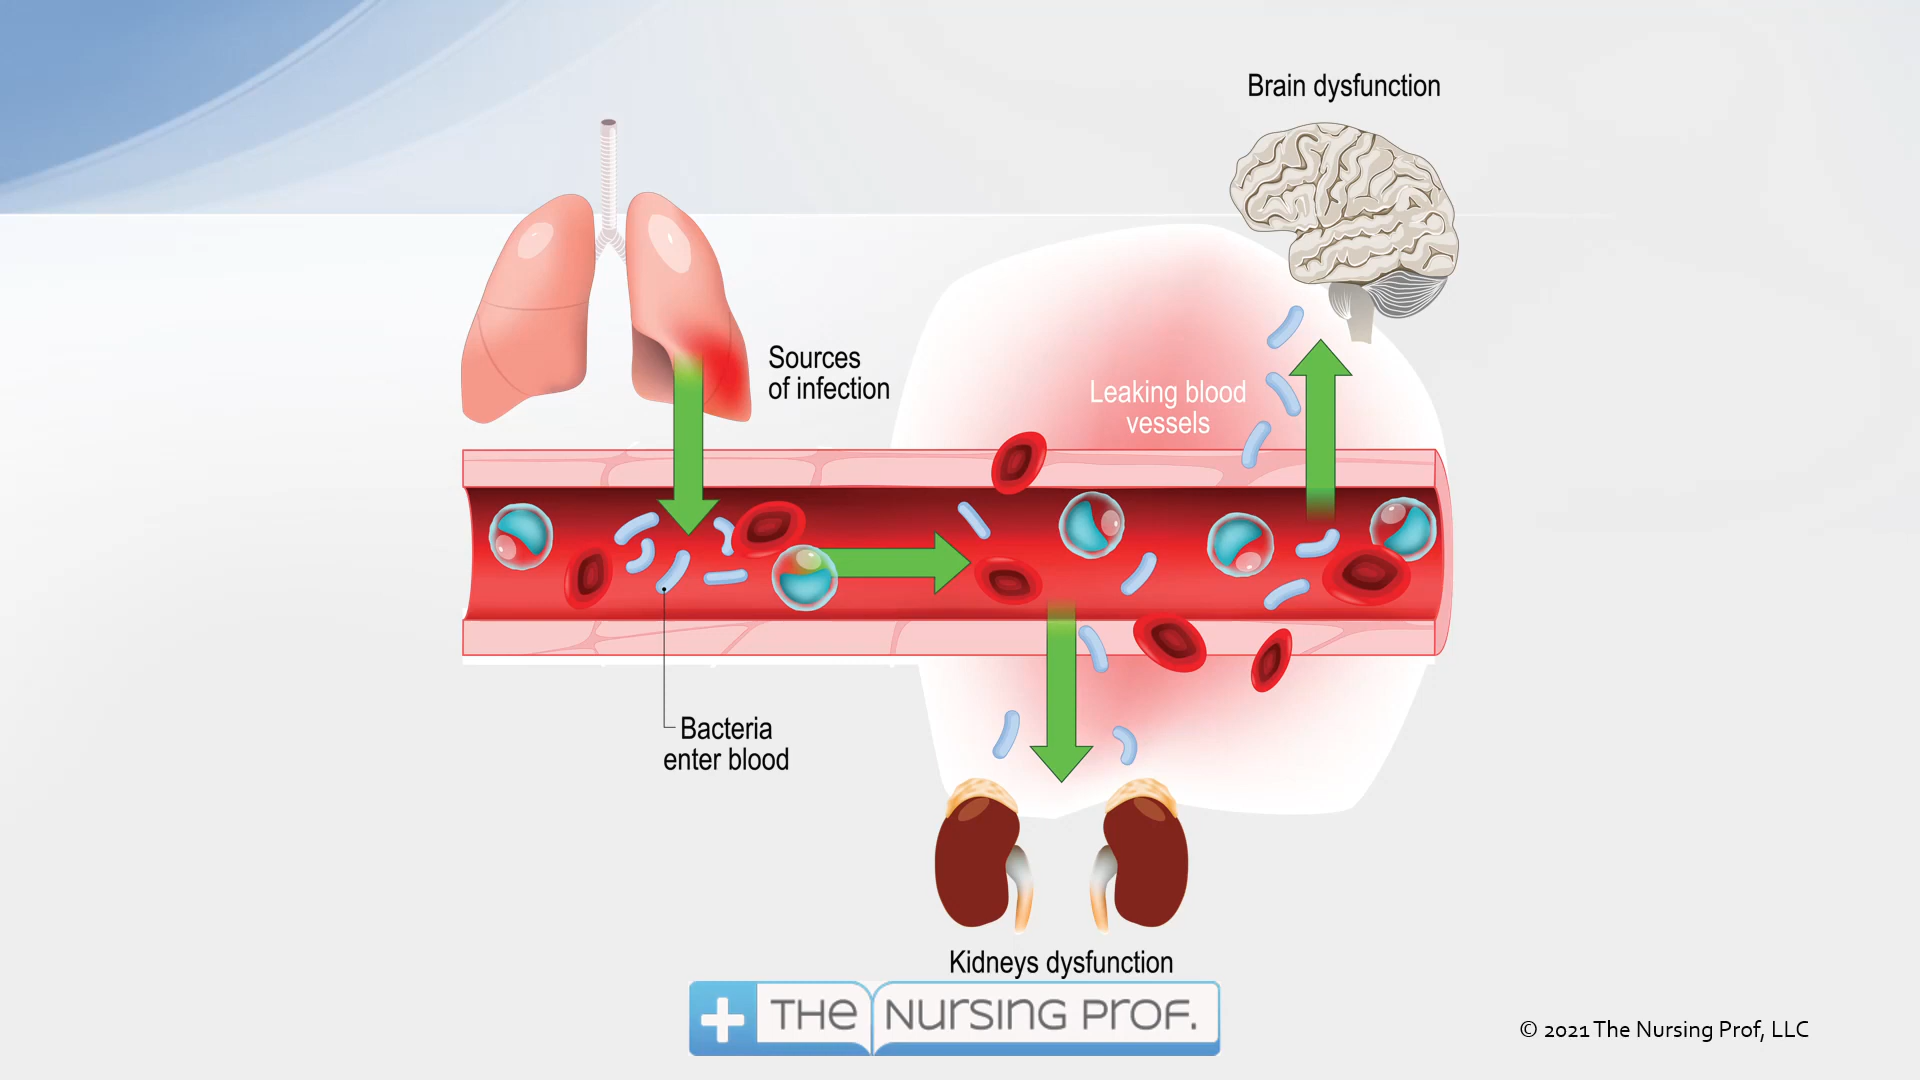 Brain dysfunction
Sources
of infection
Leaking blood
vessels
Bacteria
enter blood
Kidneys dysfunction
THE NURSING PROF.
© 2021 The Nursing Prof, LLC